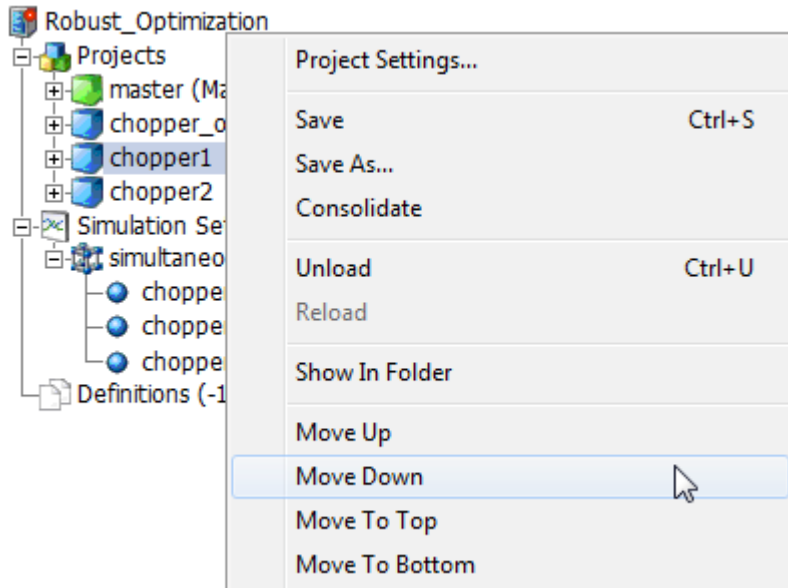 Robust_Optimization
Projects
master (Ma
chopper_o
chopper1
chopper2
Simulation Se
simultaneo
chopper
chopper
chopper
Definitions (-1
Project Settings...
Save Ctrl+S
Save As...
Consolidate
Unload Ctrl+U
Reload
Show In Folder
Move Up
Move Down
Move To Top
Move To Bottom